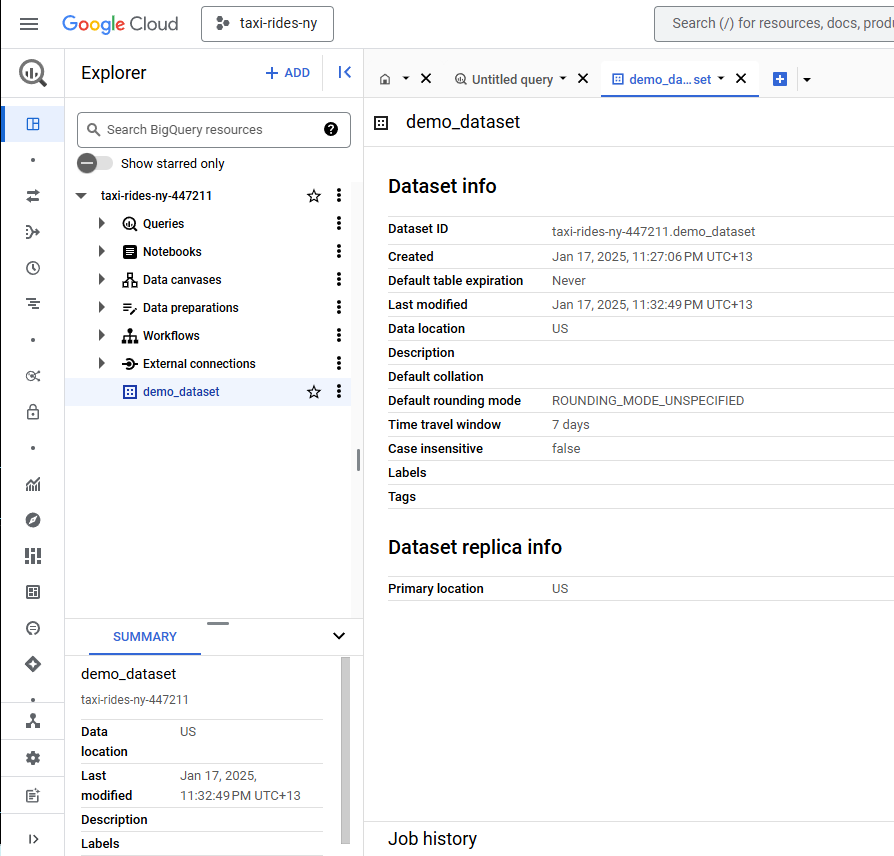 Google Cloud
taxi-rides-ny
Search (/) for resources, docs, produ
Explorer
+ ADD
Untitled query
demo_da...set
Search BigQuery resources
Show starred only
taxi-rides-ny-447211
Queries
Notebooks
Data canvases
Data preparations
Workflows
External connections
demo_dataset
demo_dataset
Dataset info
Dataset ID taxi-rides-ny-447211.demo_dataset
Created Jan 17, 2025, 11:27:06 PM UTC+13
Default table expiration Never
Last modified Jan 17, 2025, 11:32:49 PM UTC+13
Data location US
Description
Default collation
Default rounding mode ROUNDING_MODE_UNSPECIFIED
Time travel window 7 days
Case insensitive false
Labels
Tags
Dataset replica info
Primary location US
SUMMARY
demo_dataset
taxi-rides-ny-447211
Data location US
Last modified Jan 17, 2025, 11:32:49 PM UTC+13
Description
Labels
Job history